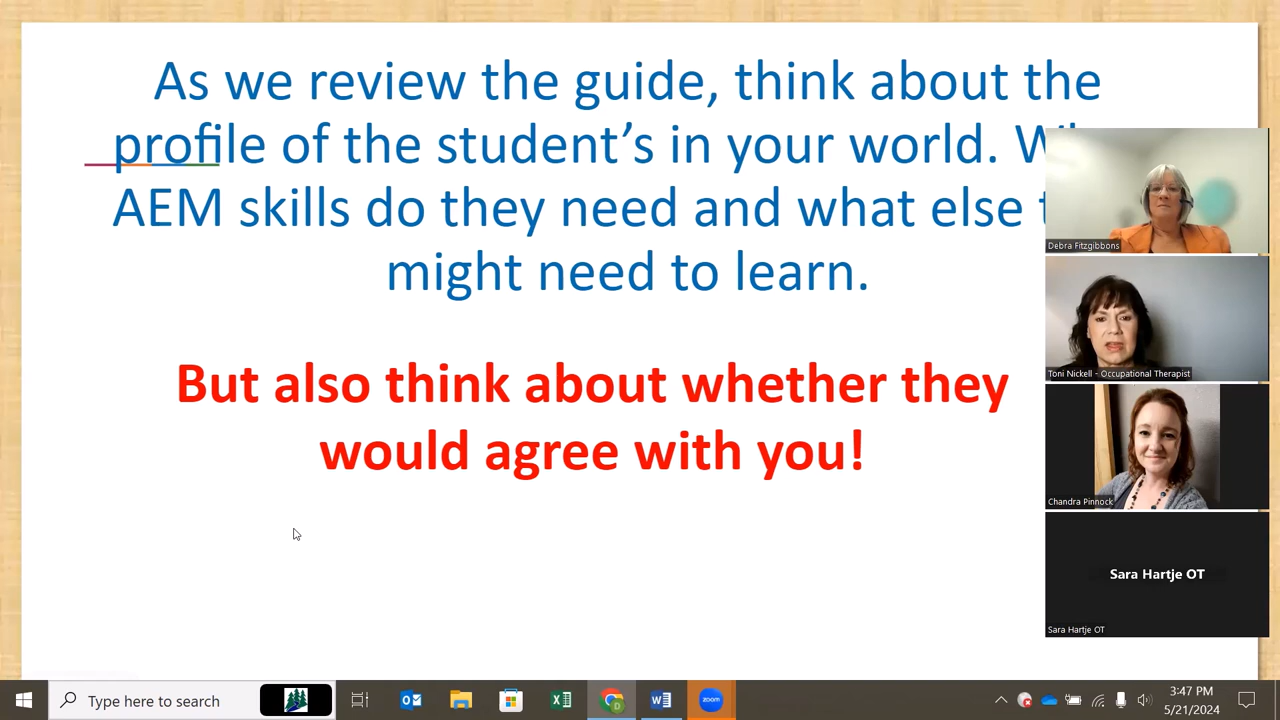 As we review the guide, think about the
profile of the student’s in your world.
AEM skills do they need and what else
might need to learn.
But also think about whether they
would agree with you!
Debra Fitzgibbons
Toni Nickell - Occupational Therapist
Chandra Pinnock
Sara Hartje OT
Sara Hartje OT
Type here to search
zoom
3:47 PM
5/21/2024